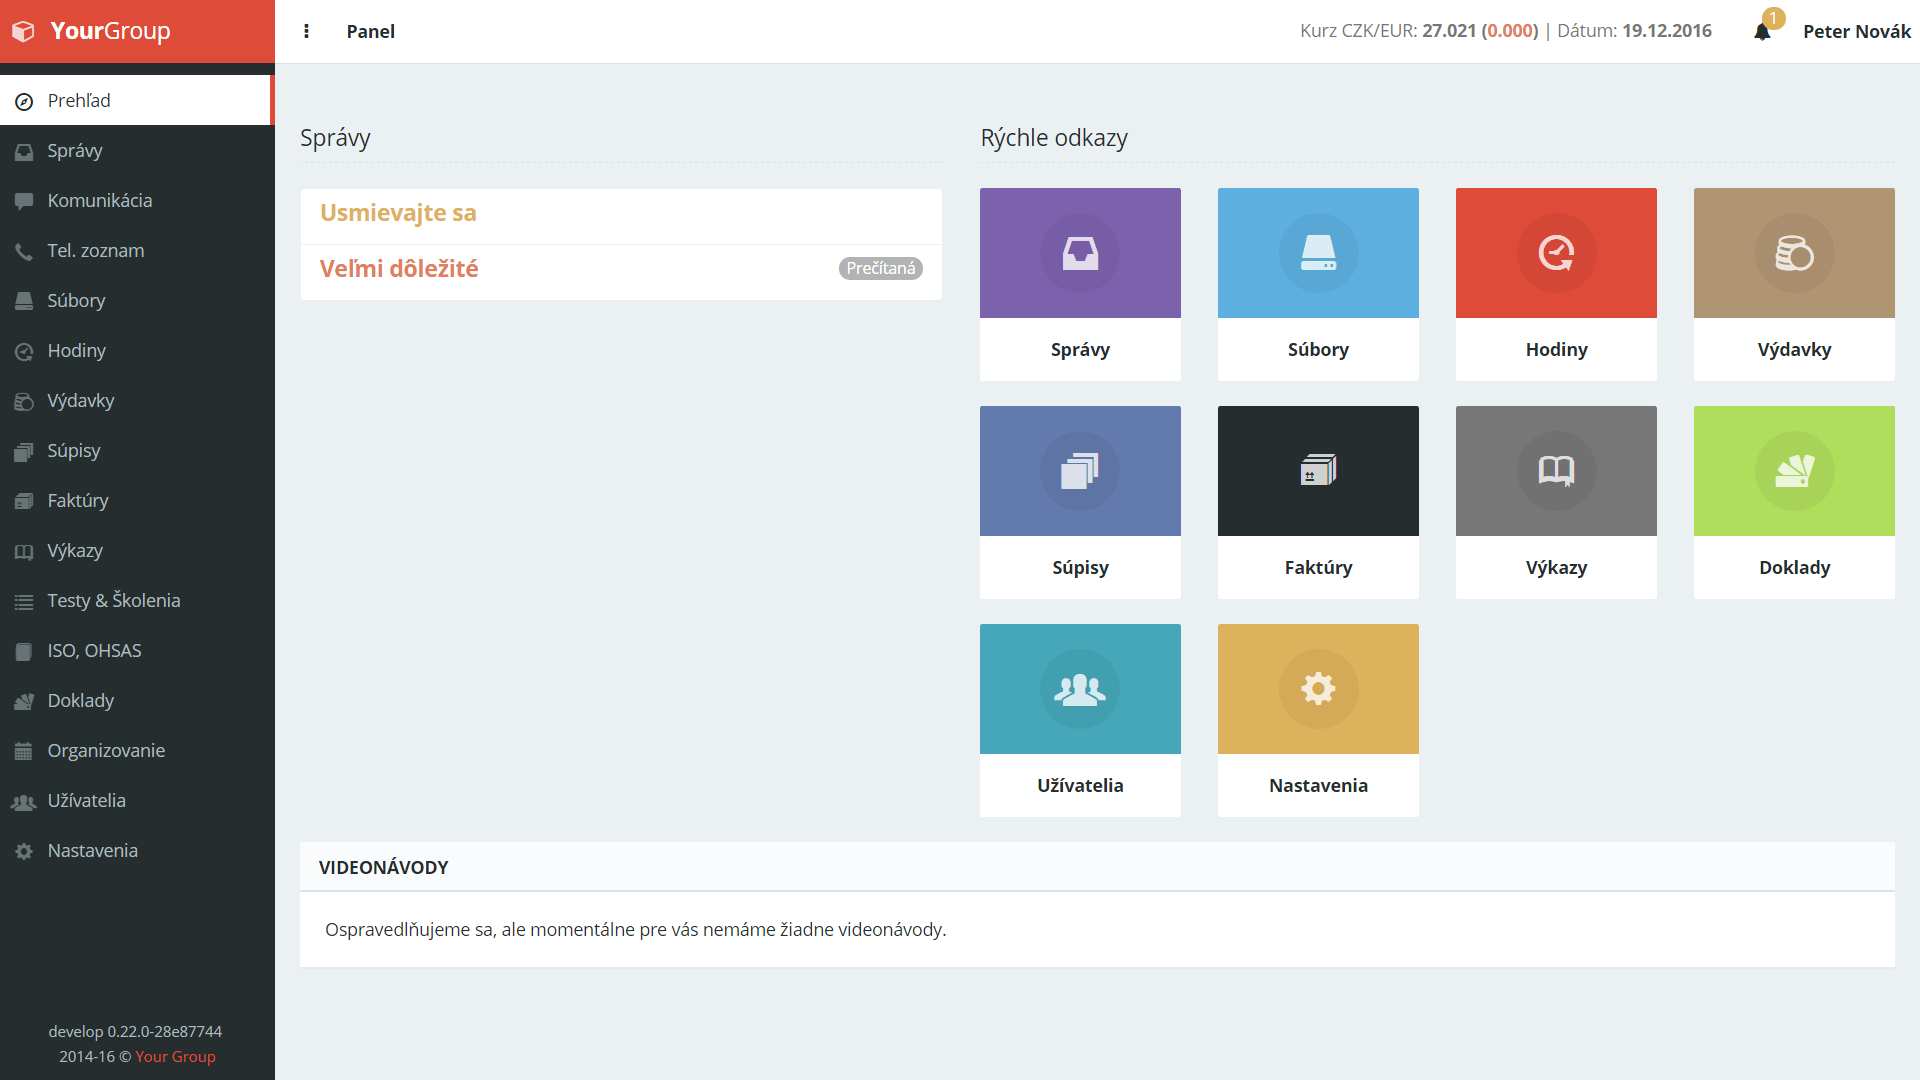 YourGroup
Panel
Kurz CZK/EUR: 27.021 (0.000) | Dátum: 19.12.2016
1
Peter Novák
Prehľad
Správy
Komunikácia
Tel. zoznam
Súbory
Hodiny
Výdavky
Súpisy
Faktúry
Výkazy
Testy & Školenia
ISO, OHSAS
Doklady
Organizovanie
Užívatelia
Nastavenia
develop 0.22.0-28e87744
2014-16 © Your Group
Správy
Usmievajte sa
Veľmi dôležité
Prečítaná
Rýchle odkazy
Správy
Súbory
Hodiny
Výdavky
Súpisy
Faktúry
Výkazy
Doklady
Užívatelia
Nastavenia
VIDEONÁVODY
Ospravedlňujeme sa, ale momentálne pre vás nemáme žiadne videonávody.